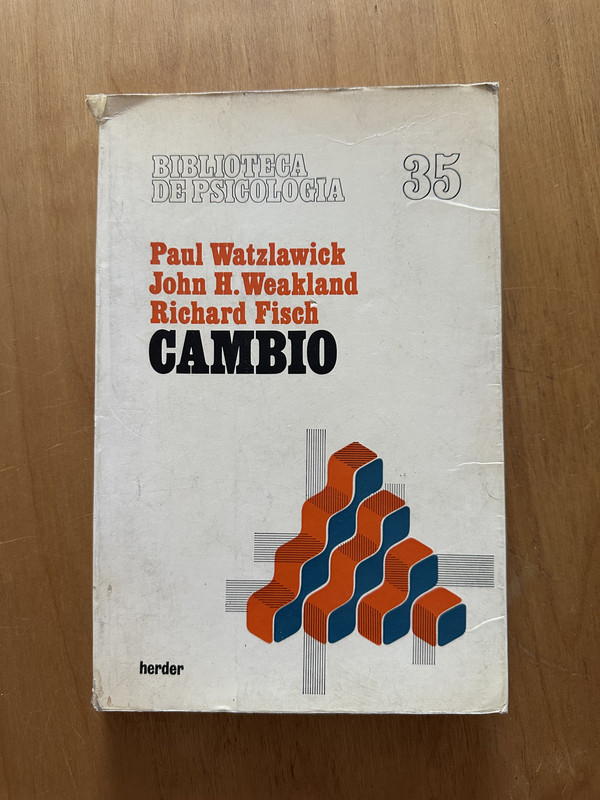 BIBLIOTECA
DE PSICOLOGIA
35
Paul Watzlawick
John H. Weakland
Richard Fisch
CAMBIO
herder